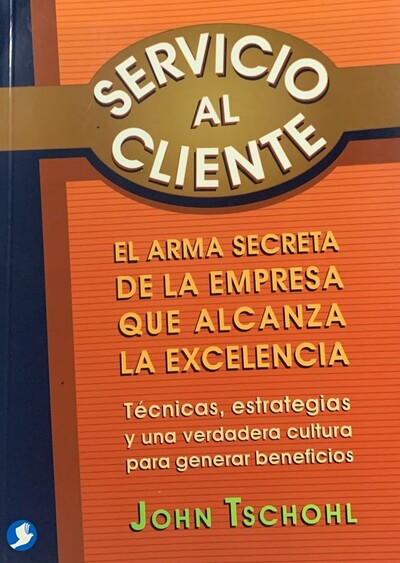 SERVICIO
AL
CLIENTE
EL ARMA SECRETA
DE LA EMPRESA
QUE ALCANZA
LA EXCELENCIA
Técnicas, estrategias
y una verdadera cultura
para generar beneficios
JOHN TSCHOHL